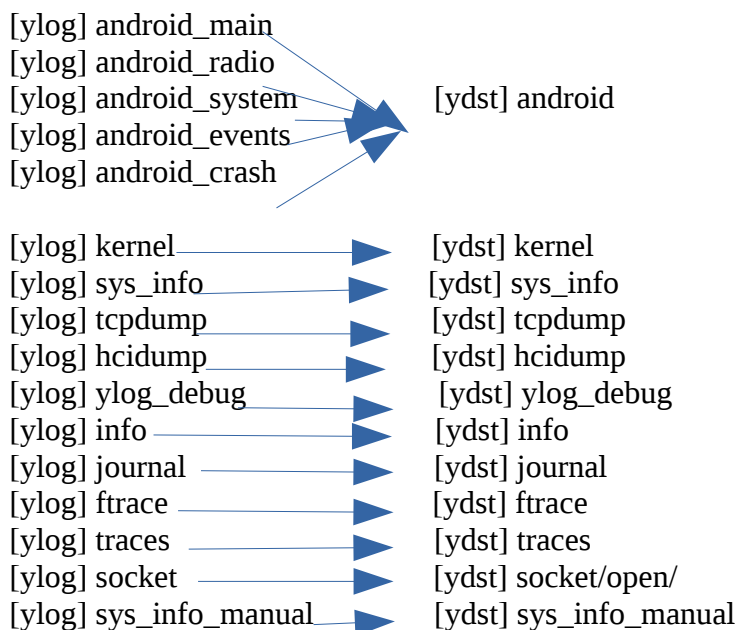 [ylog] android_main
[ylog] android_radio
[ylog] android_system [ydst] android
[ylog] android_events
[ylog] android_crash
[ylog] kernel [ydst] kernel
[ylog] sys_info [ydst] sys_info
[ylog] tcpdump [ydst] tcpdump
[ylog] hcidump [ydst] hcidump
[ylog] ylog_debug [ydst] ylog_debug
[ylog] info [ydst] info
[ylog] journal [ydst] journal
[ylog] ftrace [ydst] ftrace
[ylog] traces [ydst] traces
[ylog] socket [ydst] socket/open/
[ylog] sys_info_manual [ydst] sys_info_manual